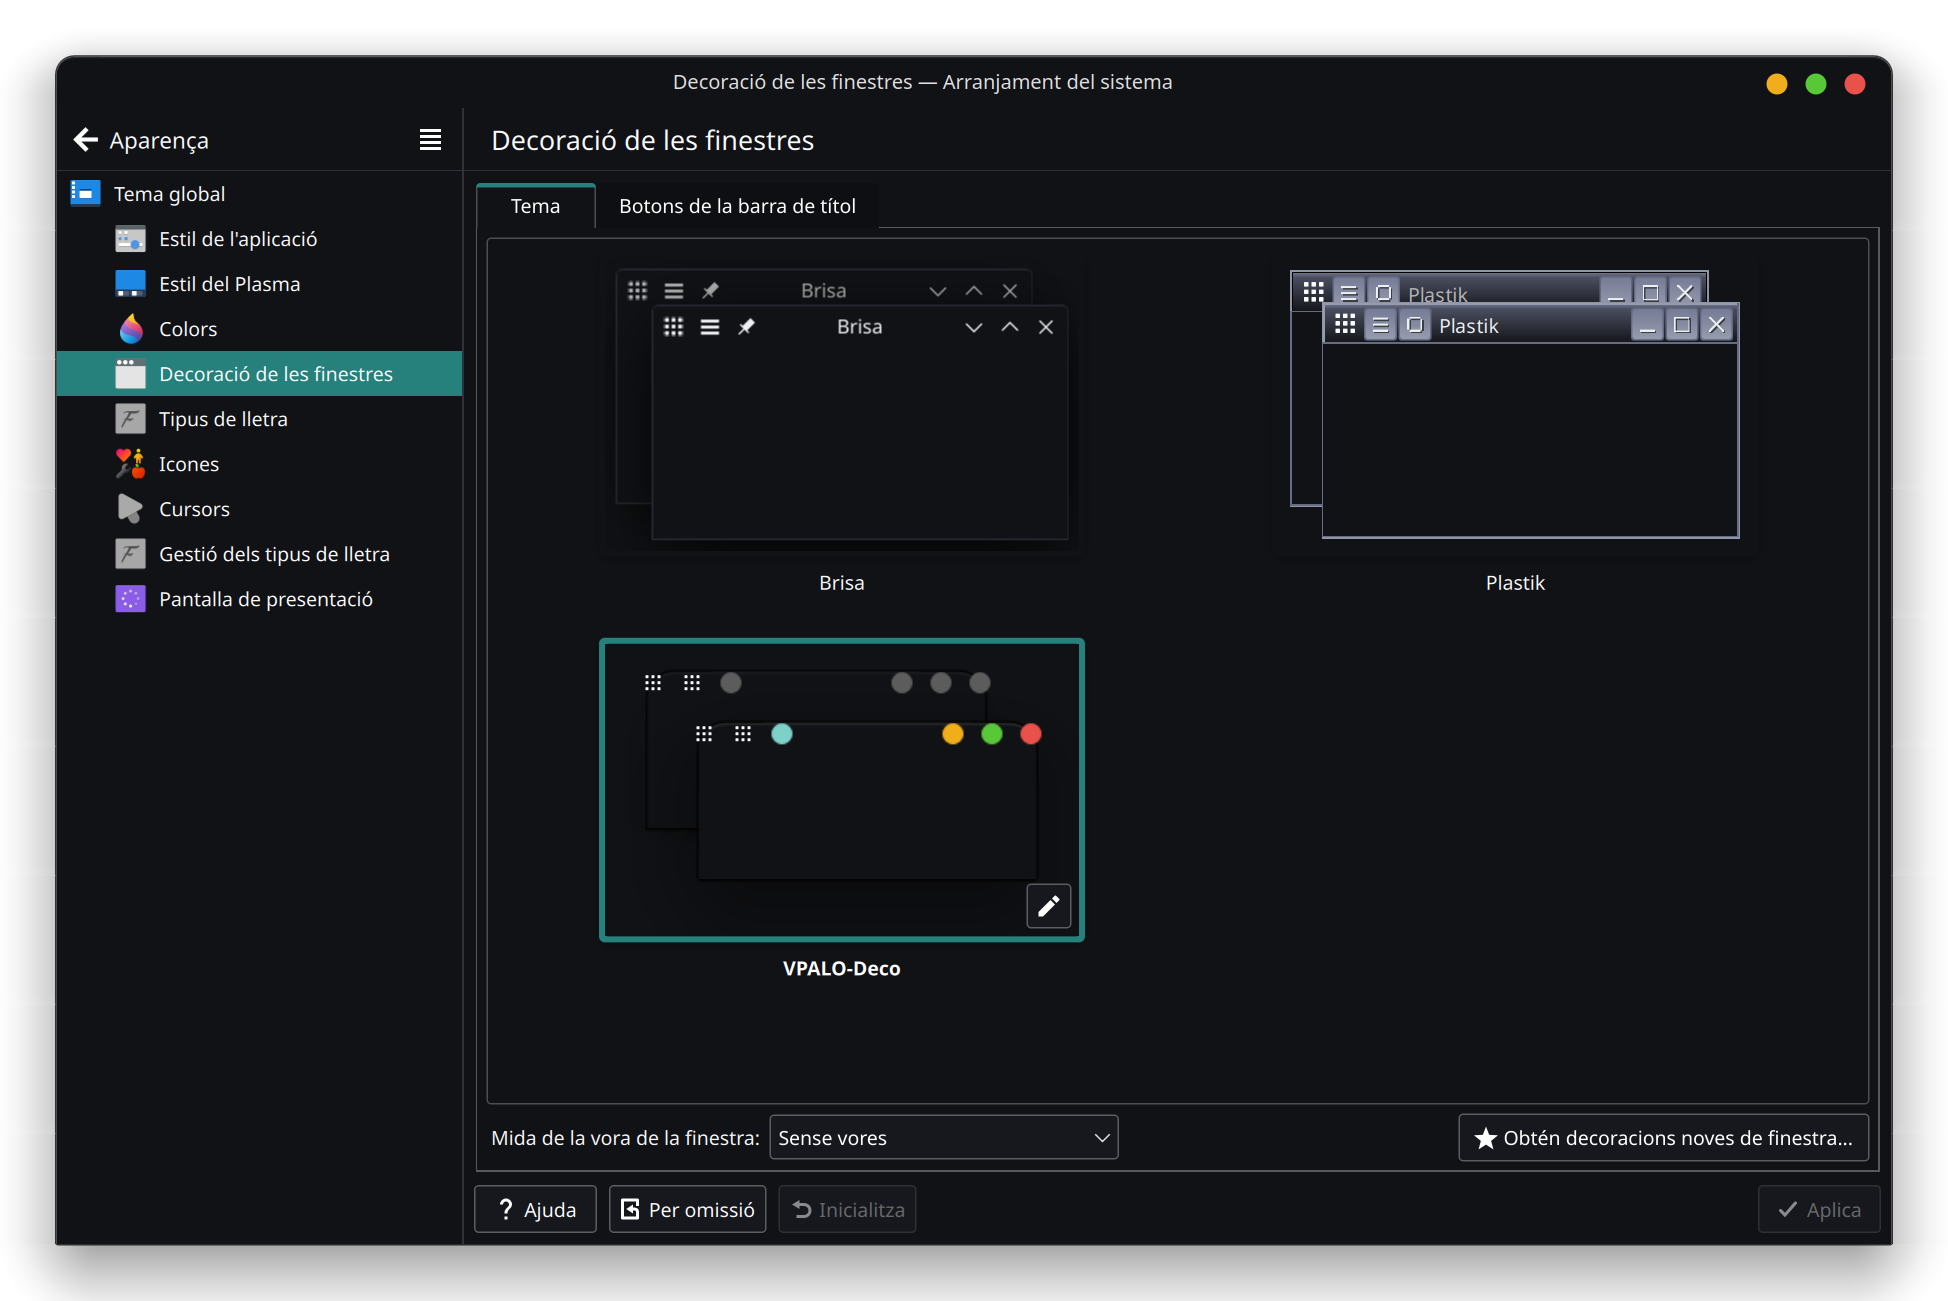 Decoració de les finestres — Arranjament del sistema
Aparença
Decoració de les finestres
Tema global
Estil de l'aplicació
Estil del Plasma
Colors
Decoració de les finestres
Tipus de lletra
Icones
Cursors
Gestió dels tipus de lletra
Pantalla de presentació
Tema
Botons de la barra de títol
Brisa
Brisa
Brisa
Plastik
Plastik
Plastik
VPALO-Deco
Mida de la vora de la finestra:
Sense vores
Obtén decoracions noves de finestra...
? Ajuda
Per omissió
Inicialitza
Aplica